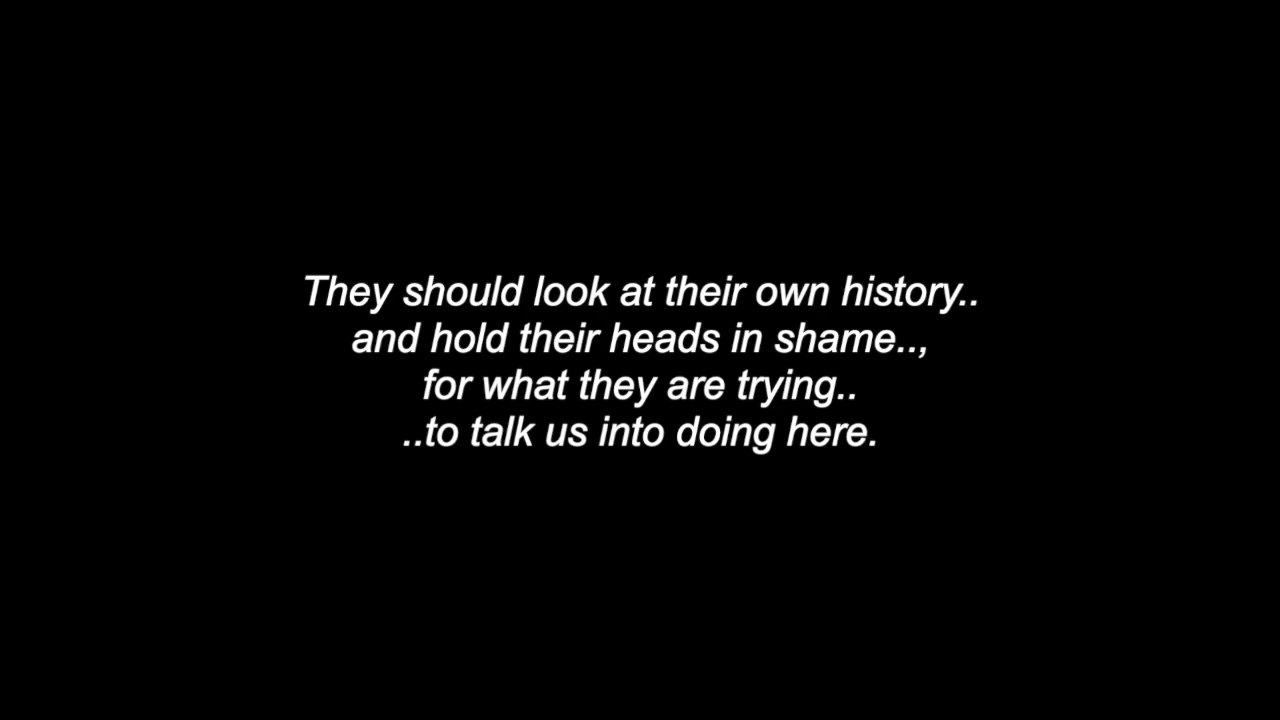 They should look at their own history..
and hold their heads in shame..,
for what they are trying..
..to talk us into doing here.